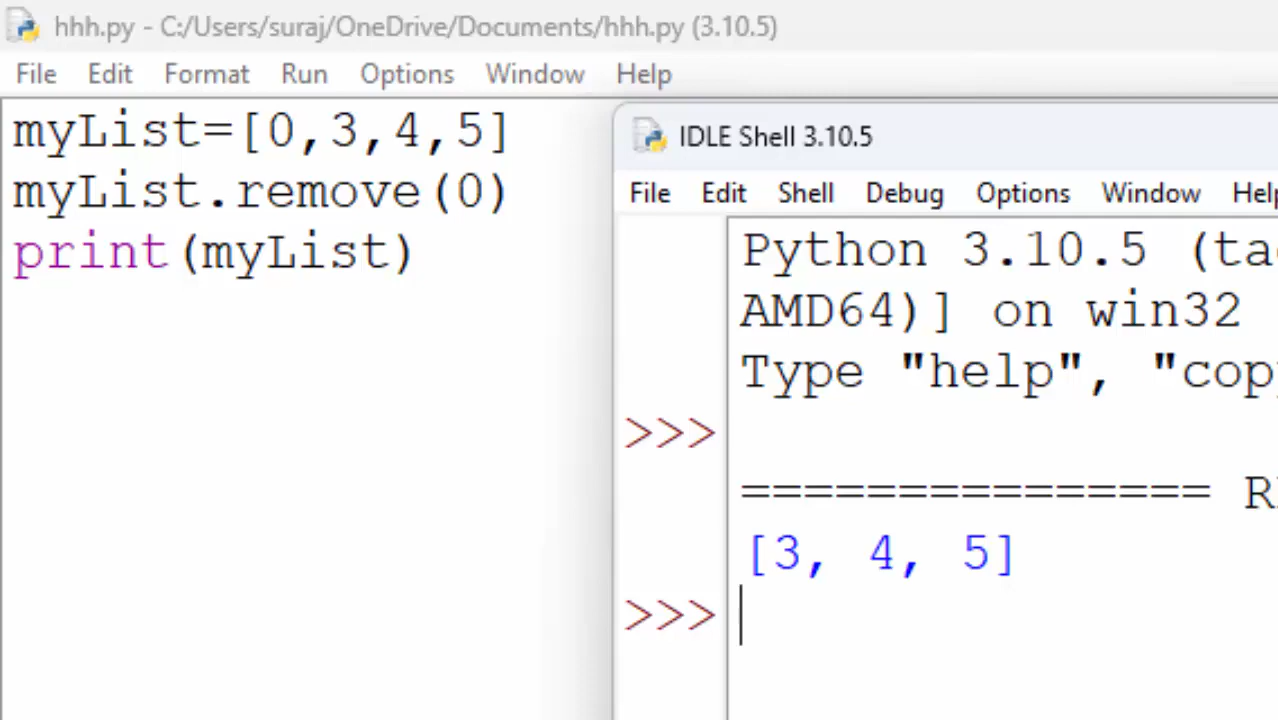 hhh.py - C:/Users/suraj/OneDrive/Documents/hhh.py (3.10.5)
File Edit Format Run Options Window Help
myList=[0,3,4,5]
myList.remove(0)
print(myList)
IDLE Shell 3.10.5
File Edit Shell Debug Options Window Help
Python 3.10.5 (
AMD64)] on win32
Type "help", "
>>>
===============
[3, 4, 5]
>>>